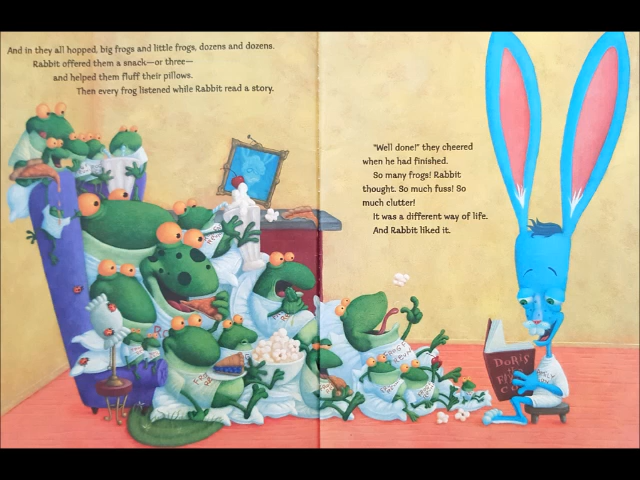 And in they all hopped, big frogs and little frogs, dozens and dozens.
Rabbit offered them a snack—or three—
and helped them fluff their pillows.
Then every frog listened while Rabbit read a story.
"Well done!" they cheered
when he had finished.
So many frogs! Rabbit
thought. So much fuss! So
much clutter!
It was a different way of life.
And Rabbit liked it.
DORIS